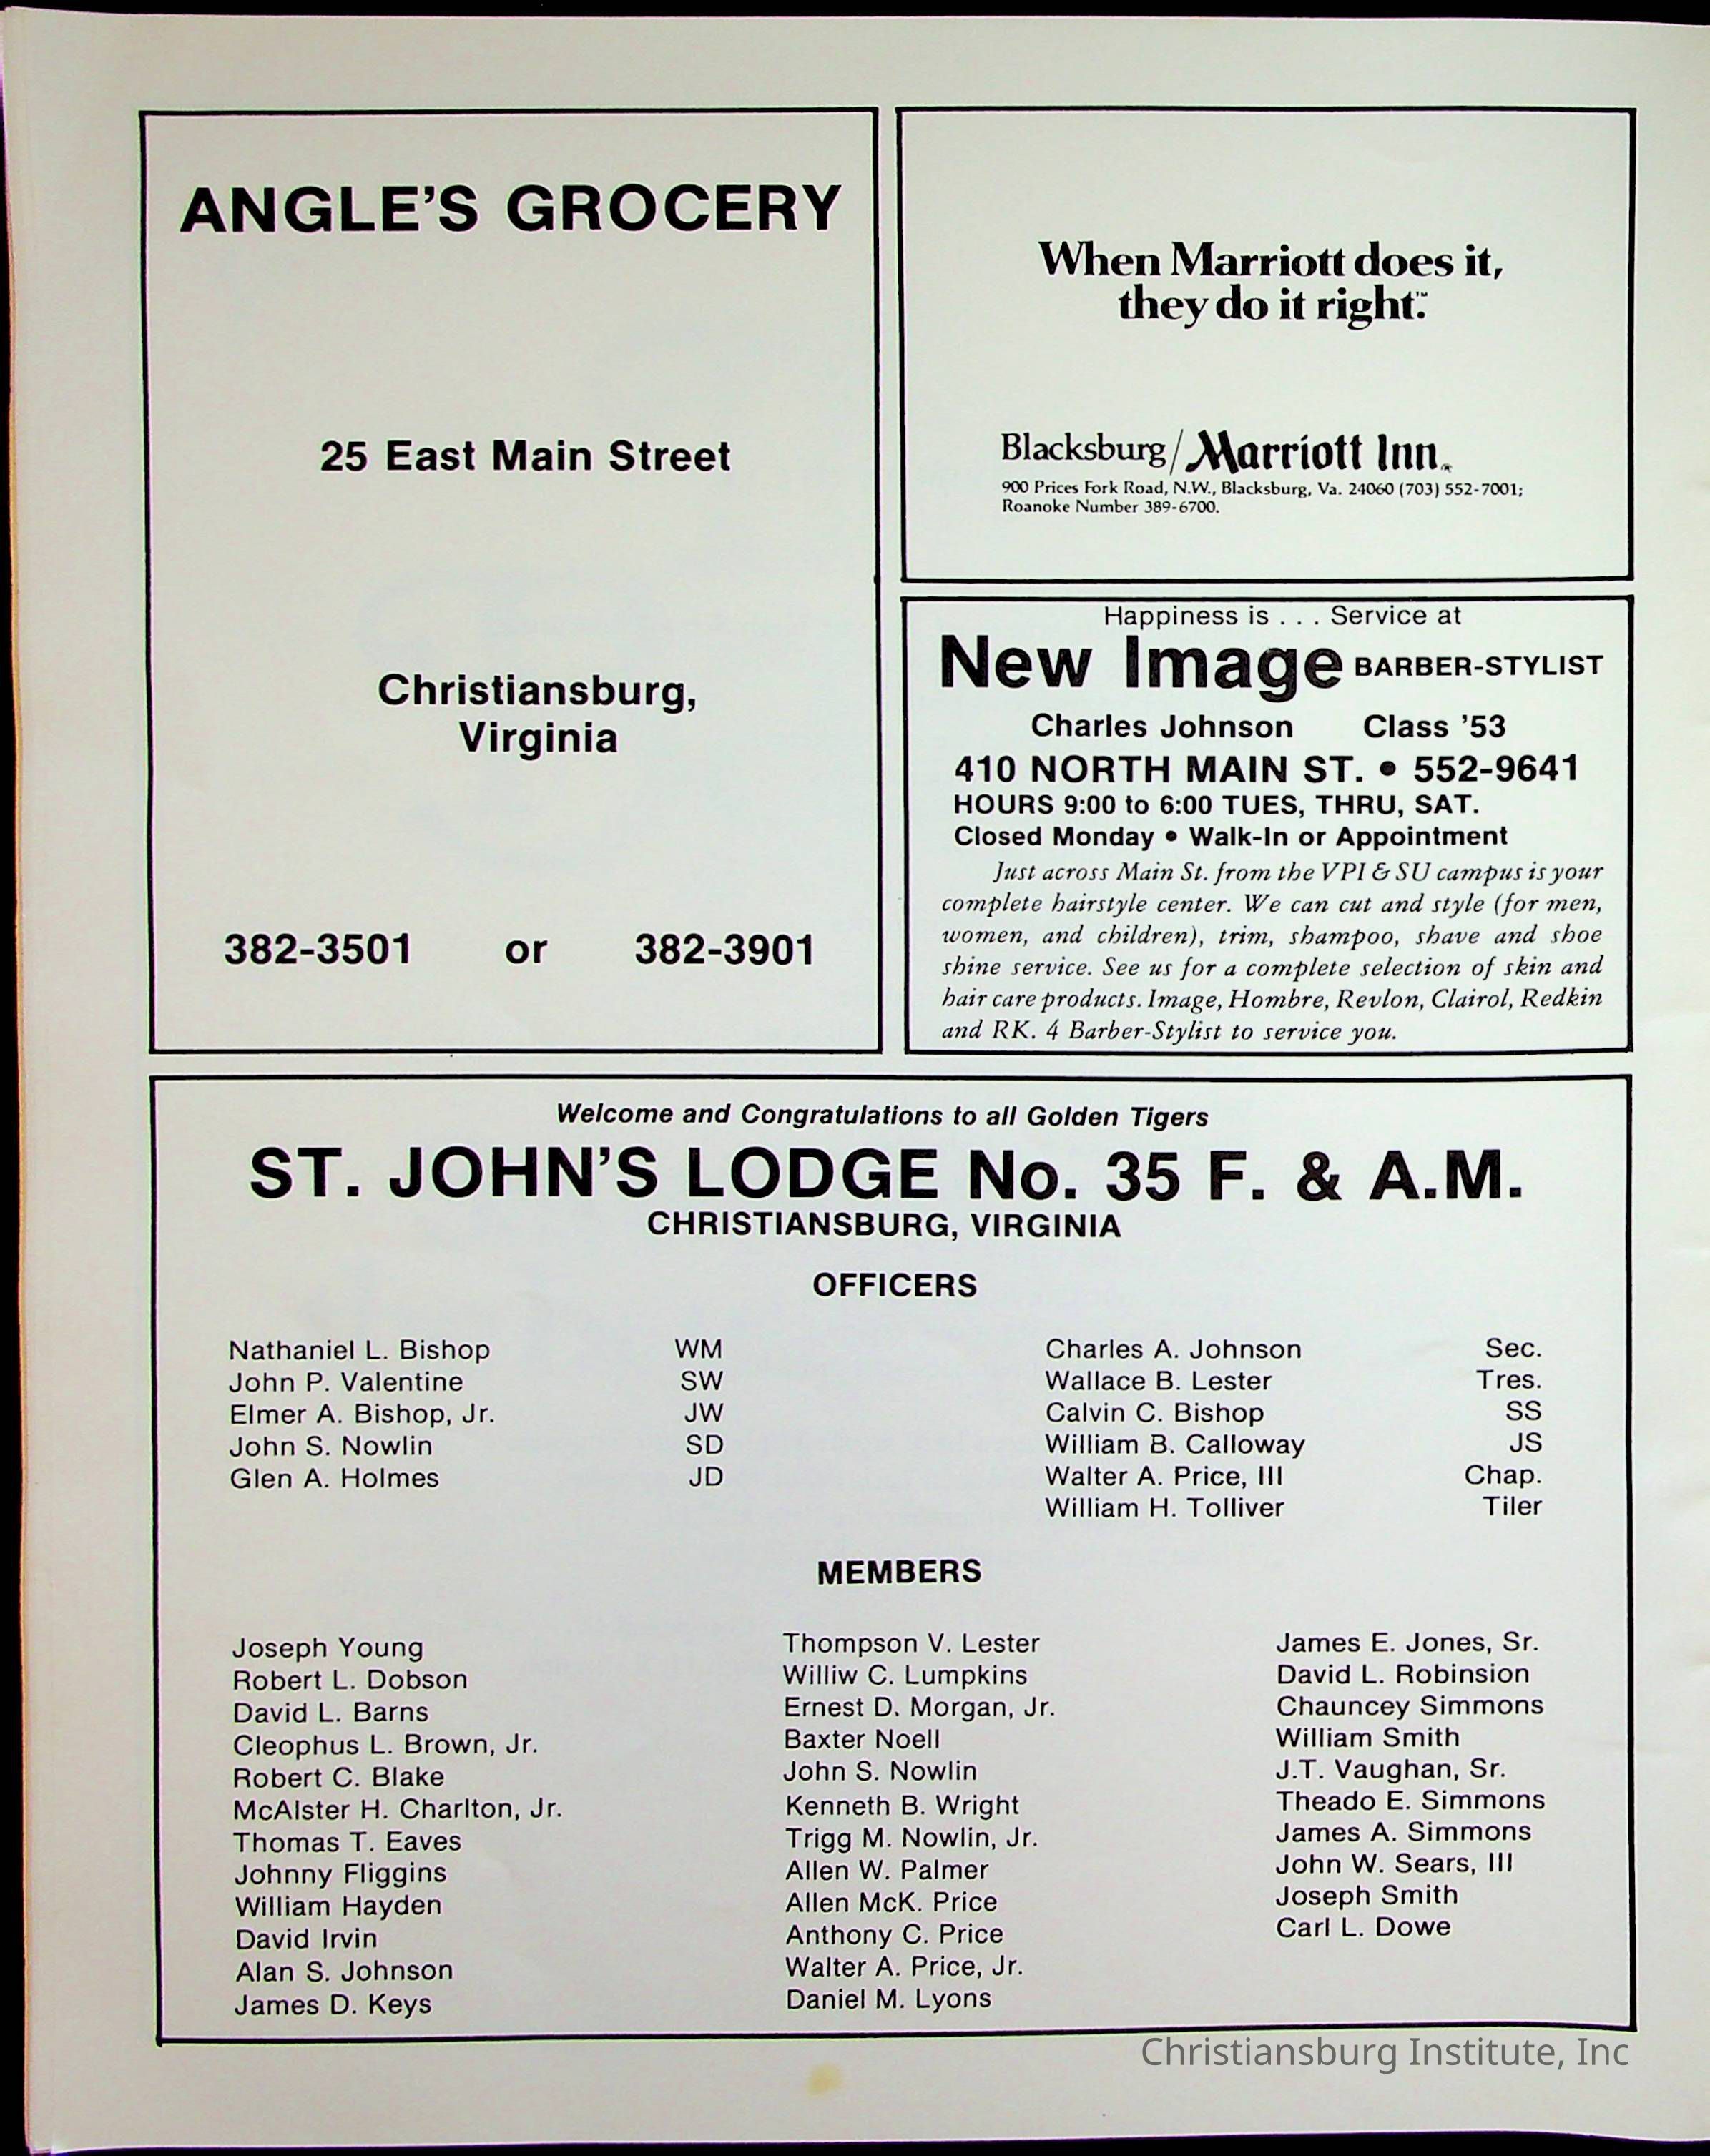 ANGLE'S GROCERY
25 East Main Street
Christiansburg,
Virginia
382-3501 or 382-3901
When Marriott does it,
they do it right.™
Blacksburg/Marriott Inn®
900 Prices Fork Road, N.W., Blacksburg, Va. 24060 (703) 552-7001;
Roanoke Number 389-6700.
Happiness is . . . Service at
New Image BARBER-STYLIST
Charles Johnson Class '53
410 NORTH MAIN ST. • 552-9641
HOURS 9:00 to 6:00 TUES, THRU, SAT.
Closed Monday • Walk-In or Appointment
Just across Main St. from the VPI & SU campus is your
complete hairstyle center. We can cut and style (for men,
women, and children), trim, shampoo, shave and shoe
shine service. See us for a complete selection of skin and
hair care products. Image, Hombre, Revlon, Clairol, Redkin
and RK. 4 Barber-Stylist to service you.
Welcome and Congratulations to all Golden Tigers
ST. JOHN'S LODGE No. 35 F. & A.M.
CHRISTIANSBURG, VIRGINIA
OFFICERS
Nathaniel L. Bishop WM
John P. Valentine SW
Elmer A. Bishop, Jr. JW
John S. Nowlin SD
Glen A. Holmes JD
Charles A. Johnson Sec.
Wallace B. Lester Tres.
Calvin C. Bishop SS
William B. Calloway JS
Walter A. Price, III Chap.
William H. Tolliver Tiler
MEMBERS
Joseph Young
Robert L. Dobson
David L. Barns
Cleophus L. Brown, Jr.
Robert C. Blake
McAlster H. Charlton, Jr.
Thomas T. Eaves
Johnny Fliggins
William Hayden
David Irvin
Alan S. Johnson
James D. Keys
Thompson V. Lester
Williw C. Lumpkins
Ernest D. Morgan, Jr.
Baxter Noell
John S. Nowlin
Kenneth B. Wright
Trigg M. Nowlin, Jr.
Allen W. Palmer
Allen McK. Price
Anthony C. Price
Walter A. Price, Jr.
Daniel M. Lyons
James E. Jones, Sr.
David L. Robinsion
Chauncey Simmons
William Smith
J.T. Vaughan, Sr.
Theado E. Simmons
James A. Simmons
John W. Sears, III
Joseph Smith
Carl L. Dowe
Christiansburg Institute, Inc